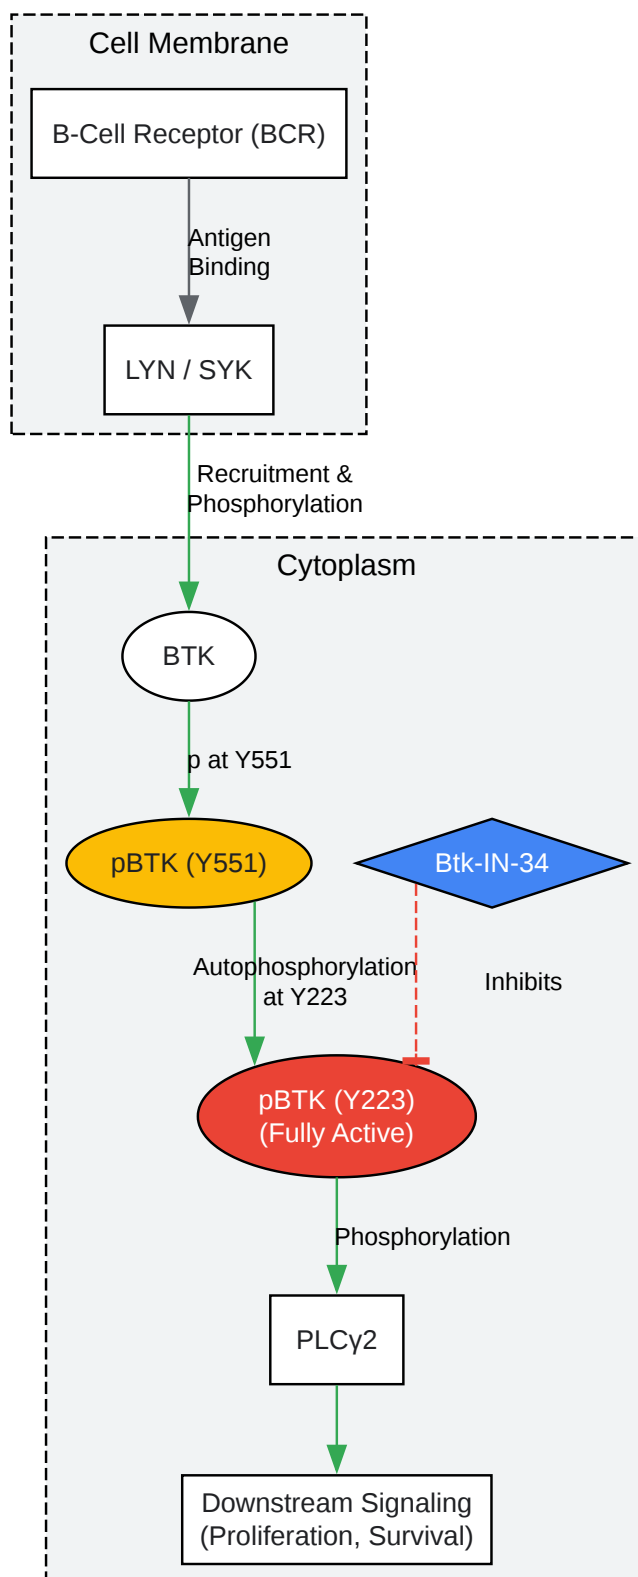 Cell Membrane
B-Cell Receptor (BCR)
Antigen
Binding
LYN / SYK
Recruitment &
Phosphorylation
Cytoplasm
BTK
p at Y551
pBTK (Y551)
Btk-IN-34
Autophosphorylation
at Y223
Inhibits
pBTK (Y223)
(Fully Active)
Phosphorylation
PLCγ2
Downstream Signaling
(Proliferation, Survival)